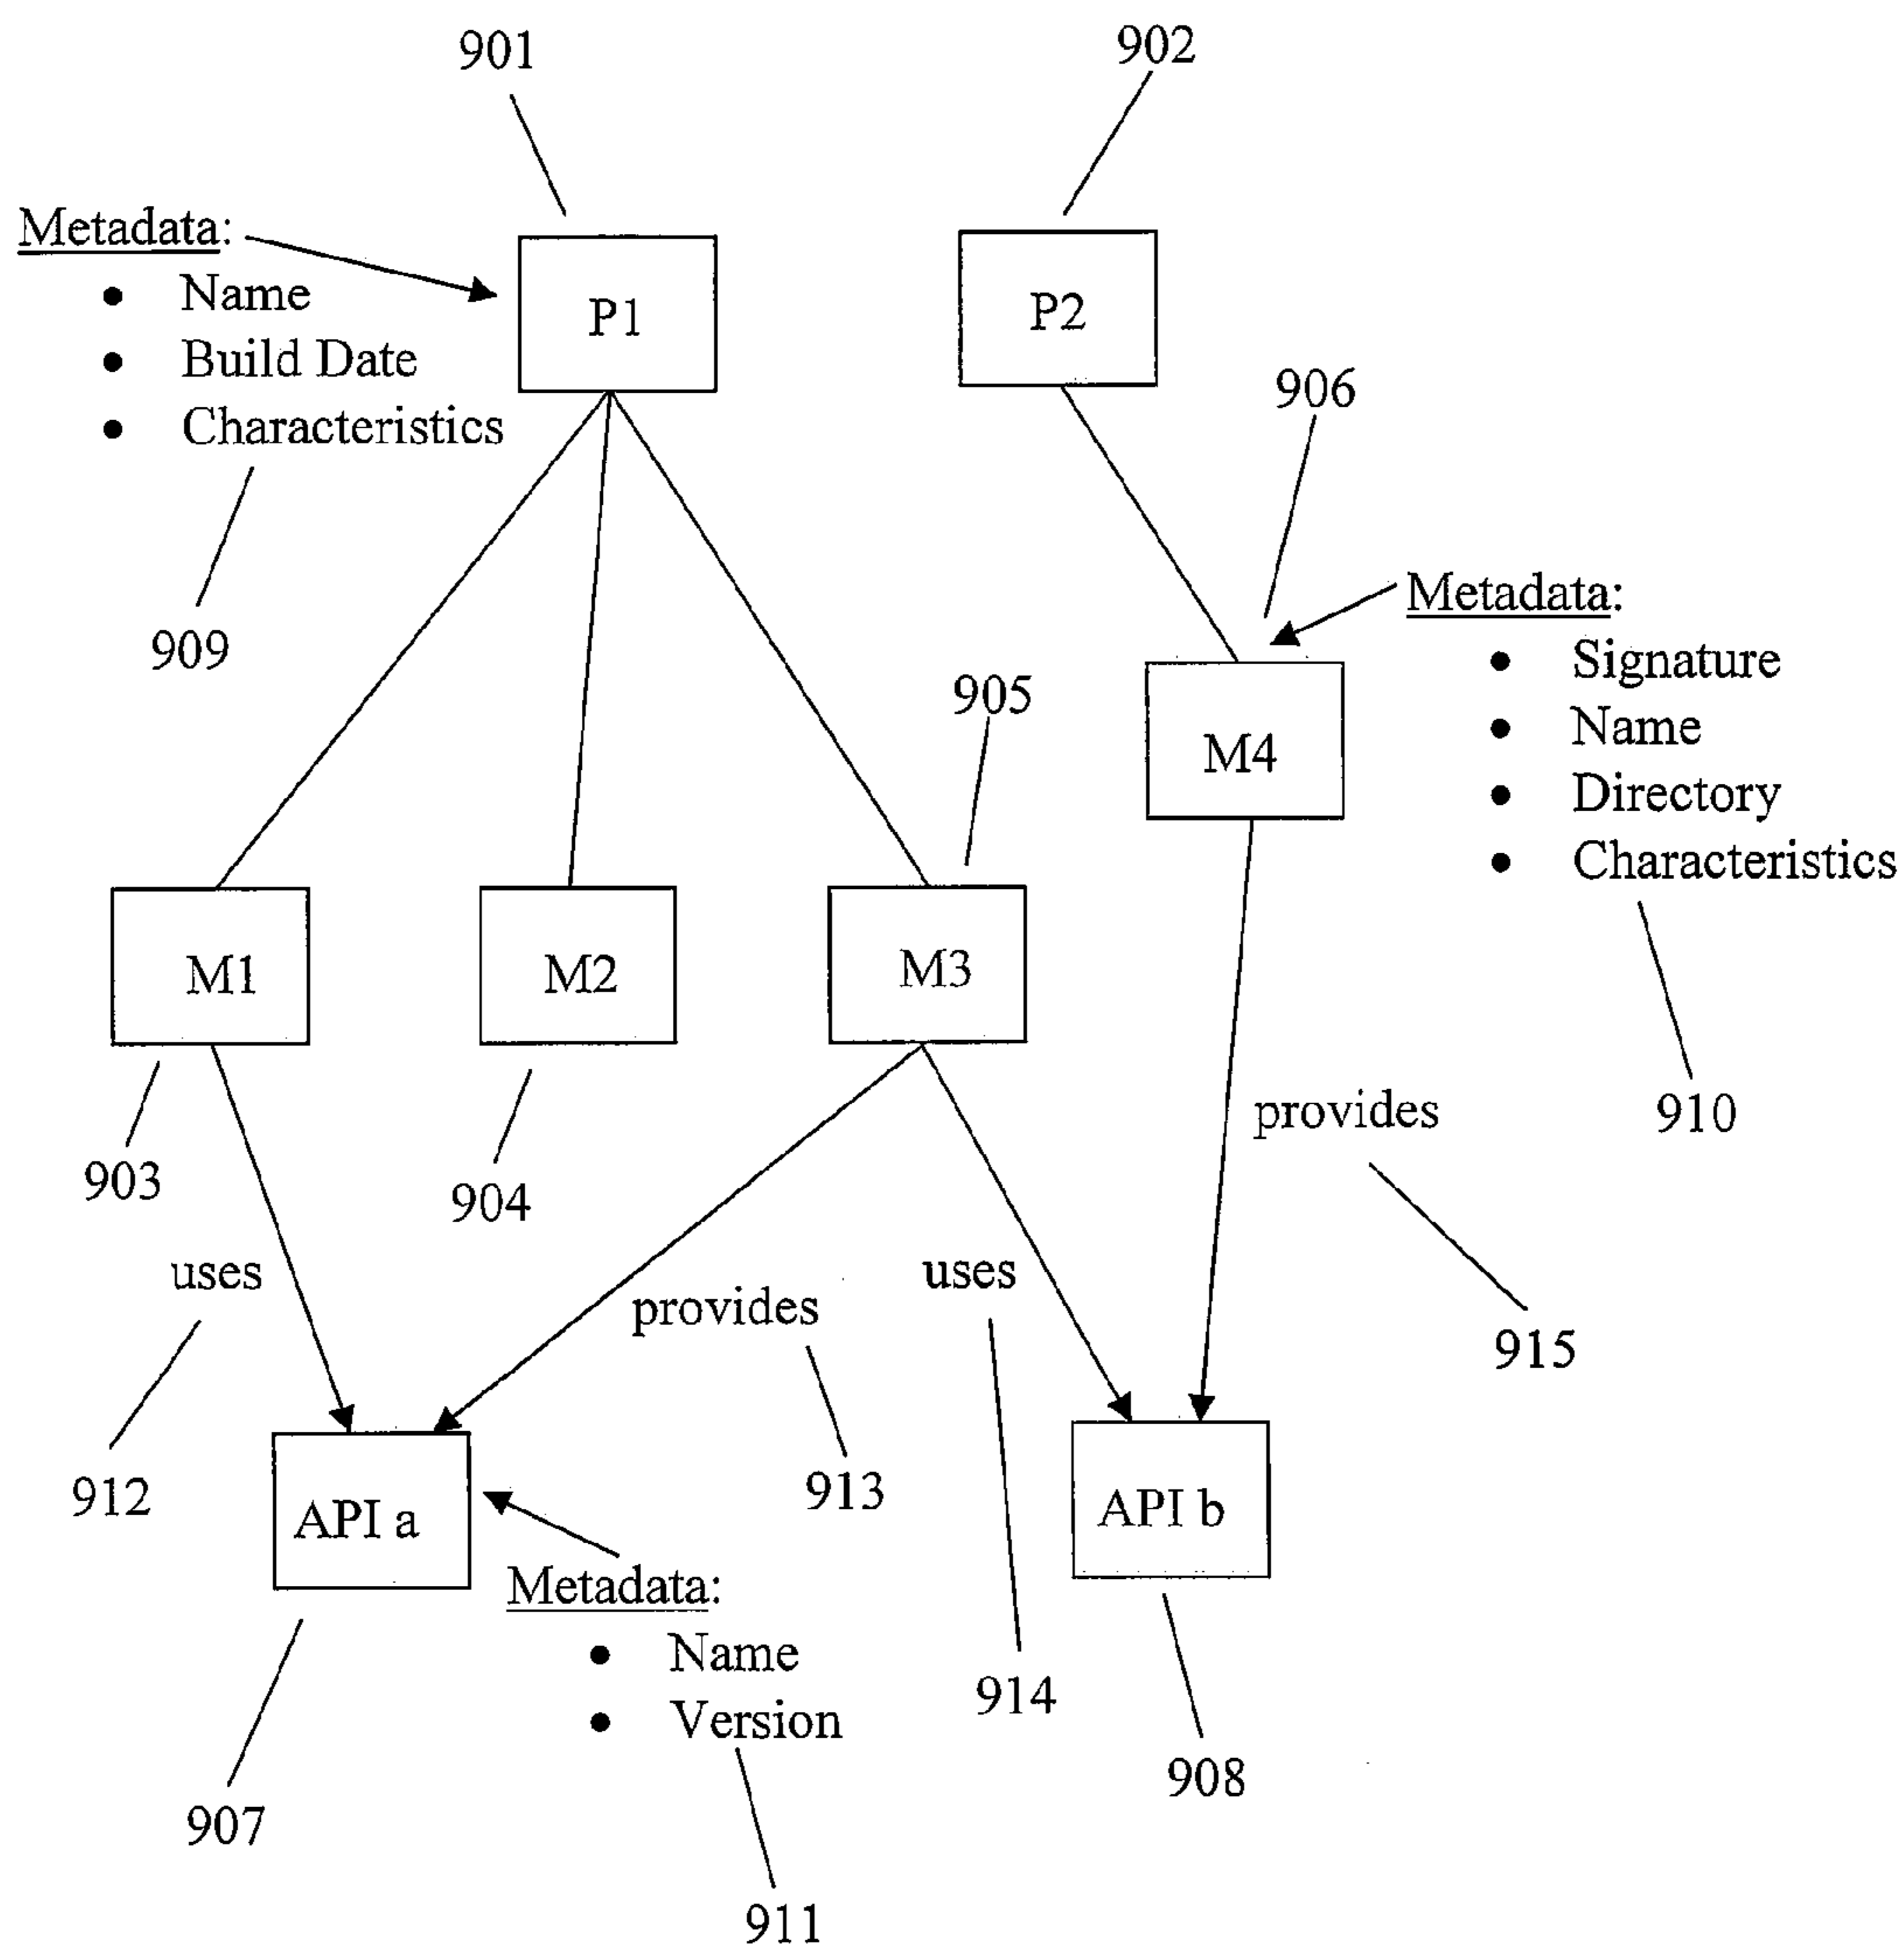 901
902
Metadata:
• Name
• Build Date
• Characteristics
P1
P2
906
909
Metadata:
• Signature
• Name
• Directory
• Characteristics
905
M4
M1
M2
M3
910
provides
903
904
uses
provides
uses
915
912
913
API a
API b
Metadata:
• Name
• Version
914
908
907
911